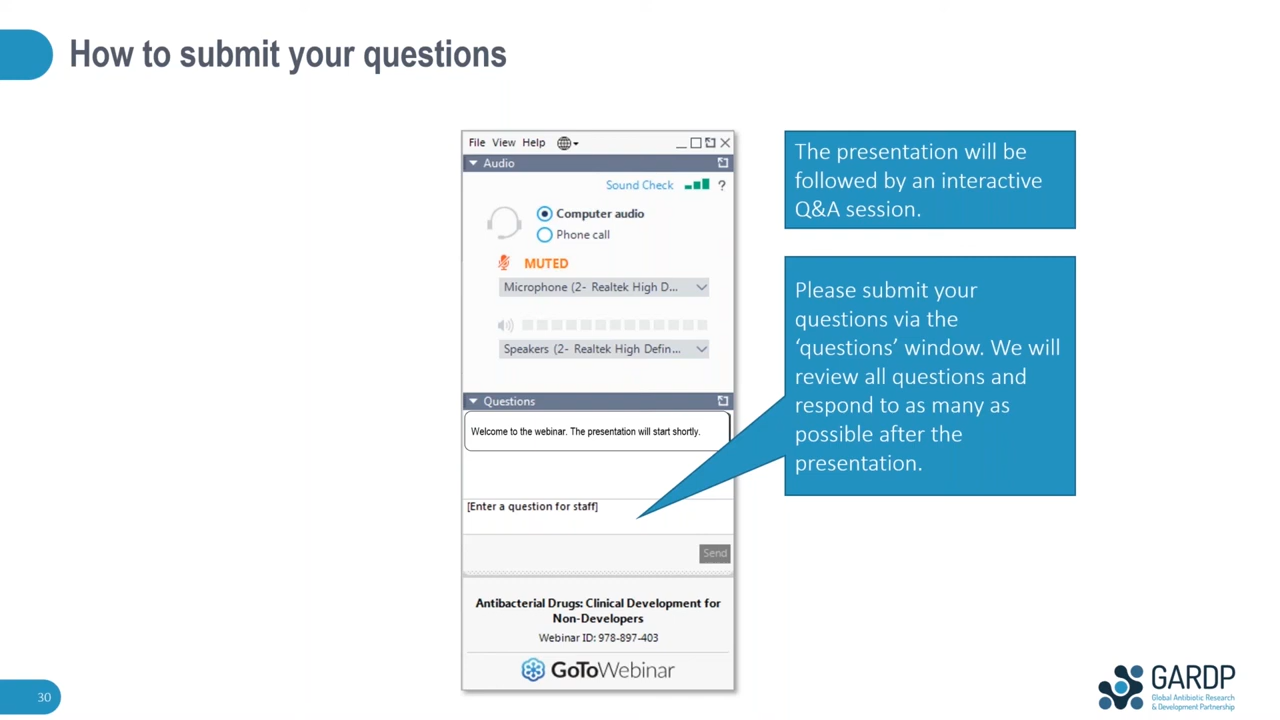 How to submit your questions
File View Help
Audio
Sound Check ?
Computer audio
Phone call
MUTED
Microphone (2- Realtek High D...
Speakers (2- Realtek High Defin...
Questions
Welcome to the webinar. The presentation will start shortly.
[Enter a question for staff]
Send
Antibacterial Drugs: Clinical Development for
Non-Developers
Webinar ID: 978-897-403
GoToWebinar
The presentation will be
followed by an interactive
Q&A session.
Please submit your
questions via the
‘questions’ window. We will
review all questions and
respond to as many as
possible after the
presentation.
30
GARDP
Global Antibiotic Research
& Development Partnership